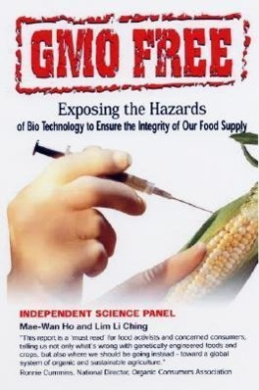 GMO FREE
Exposing the Hazards
of Bio Technology to Ensure the Integrity of Our Food Supply
INDEPENDENT SCIENCE PANEL
Mae-Wan Ho and Lim Li Ching
"This report is a 'must read' for food activists and concerned consumers,
telling us not only what's wrong with genetically engineered foods and
crops, but also where we should be going instead - toward a global
system of organic and sustainable agriculture."
Ronnie Cummins, National Director, Organic Consumers Association